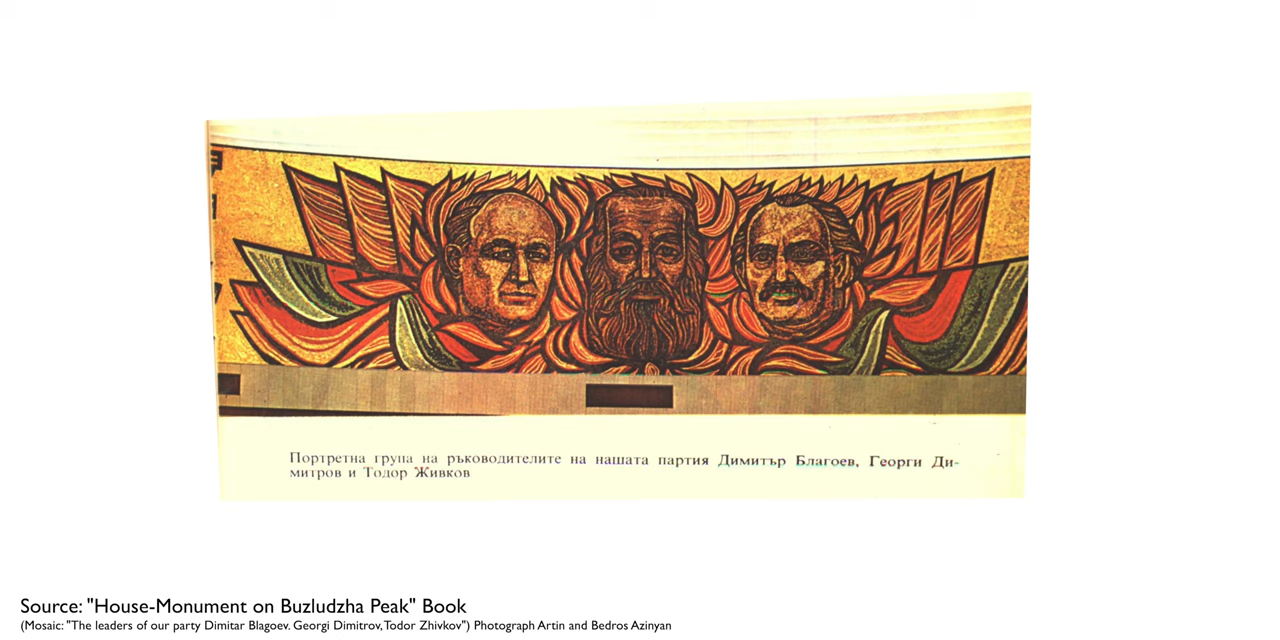 Портретна група на ръководителите на нашата партия Димитър Благоев, Георги Ди-
митров и Тодор Живков
Source: "House-Monument on Buzludzha Peak" Book
(Mosaic: "The leaders of our party Dimitar Blagoev. Georgi Dimitrov, Todor Zhivkov") Photograph Artin and Bedros Azinyan